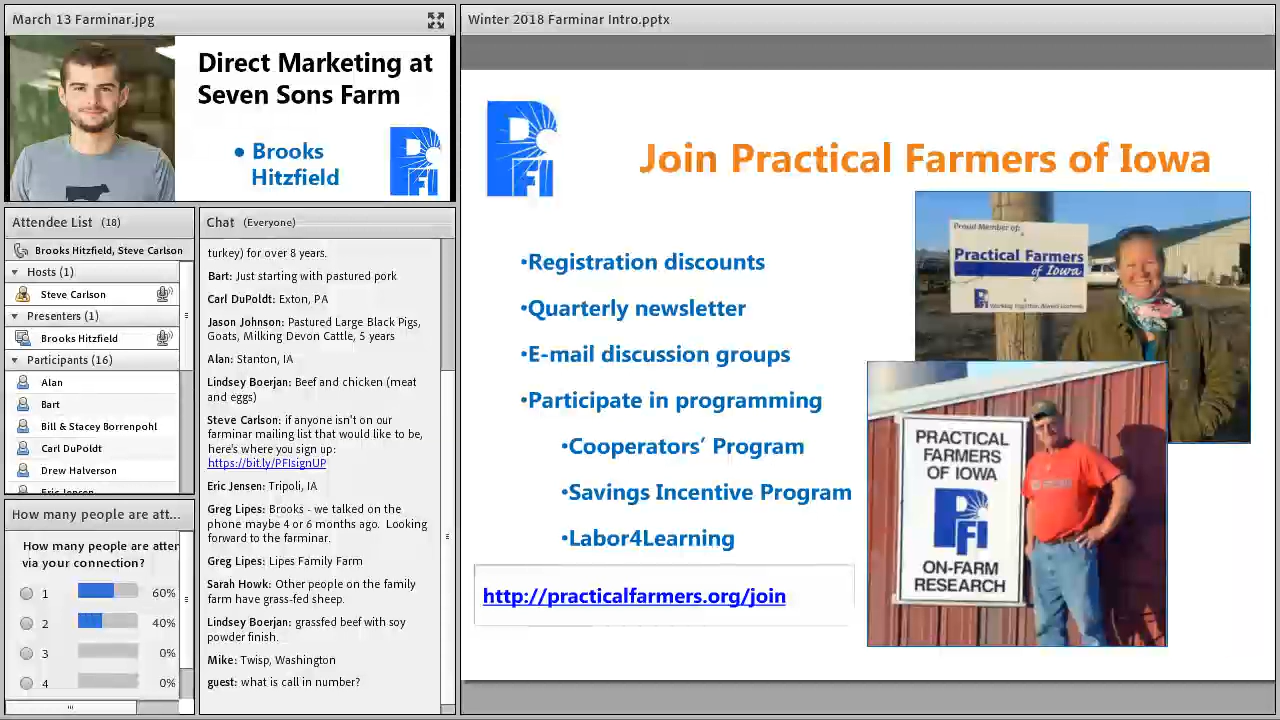 March 13 Farminar.jpg
Direct Marketing at
Seven Sons Farm
• Brooks
Hitzfield
PCFI
Attendee List (18)
Brooks Hitzfield, Steve Carlson
Hosts (1)
Steve Carlson
Presenters (1)
Brooks Hitzfield
Participants (16)
Alan
Bart
Bill & Stacey Borrenpohl
Carl DuPoldt
Drew Halverson
Eric Jensen
How many people are att...
How many people are atter
via your connection?
1 60%
2 40%
3 0%
4 0%
Chat (Everyone)
turkey) for over 8 years.
Bart: Just starting with pastured pork
Carl DuPoldt: Exton, PA
Jason Johnson: Pastured Large Black Pigs,
Goats, Milking Devon Cattle, 5 years
Alan: Stanton, IA
Lindsey Boerjan: Beef and chicken (meat
and eggs)
Steve Carlson: if anyone isn't on our
farminar mailing list that would like to be,
here's where you sign up:
https://bit.ly/PFIsignUP
Eric Jensen: Tripoli, IA
Greg Lipes: Brooks - we talked on the
phone maybe 4 or 6 months ago. Looking
forward to the farminar.
Greg Lipes: Lipes Family Farm
Sarah Howk: Other people on the family
farm have grass-fed sheep.
Lindsey Boerjan: grassfed beef with soy
powder finish.
Mike: Twisp, Washington
guest: what is call in number?
Winter 2018 Farminar Intro.pptx
PCFI
Join Practical Farmers of Iowa
•Registration discounts
•Quarterly newsletter
•E-mail discussion groups
•Participate in programming
•Cooperators' Program
•Savings Incentive Program
•Labor4Learning
http://practicalfarmers.org/join
Proud Member of:
Practical Farmers
of Iowa
PRACTICAL
FARMERS
OF IOWA
PFI
ON-FARM
RESEARCH